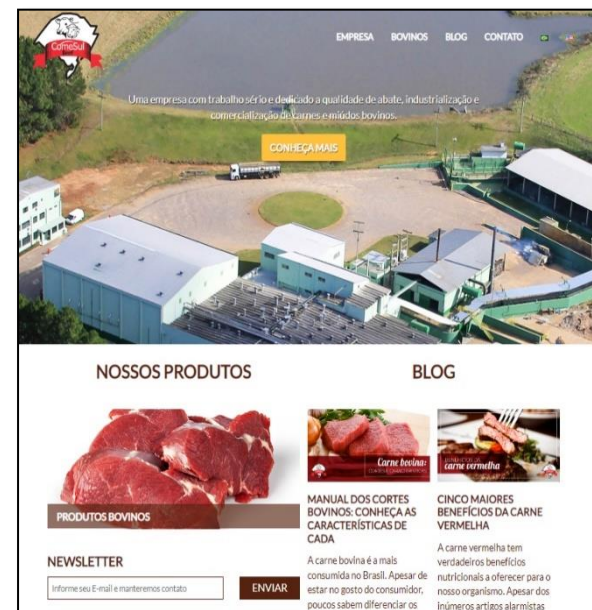 CarneSul
EMPRESA BOVINOS BLOG CONTATO
Uma empresa com trabalho sério e dedicado a qualidade de abate, industrialização e
comercialização de carnes e miúdos bovinos.
CONHEÇA MAIS
NOSSOS PRODUTOS
PRODUTOS BOVINOS
NEWSLETTER
Informe seu E-mail e manteremos contato
ENVIAR
BLOG
Carne bovina:
MANUAL DOS CORTES
BOVINOS: CONHEÇA AS
CARACTERÍSTICAS DE
CADA
A carne bovina é a mais
consumida no Brasil. Apesar de
estar no gosto do consumidor,
poucos sabem diferenciar os
carne vermelha
CINCO MAIORES
BENEFÍCIOS DA CARNE
VERMELHA
A carne vermelha tem
verdadeiros benefícios
nutricionais a oferecer para o
nosso organismo. Apesar dos
inúmeros artigos alarmistas